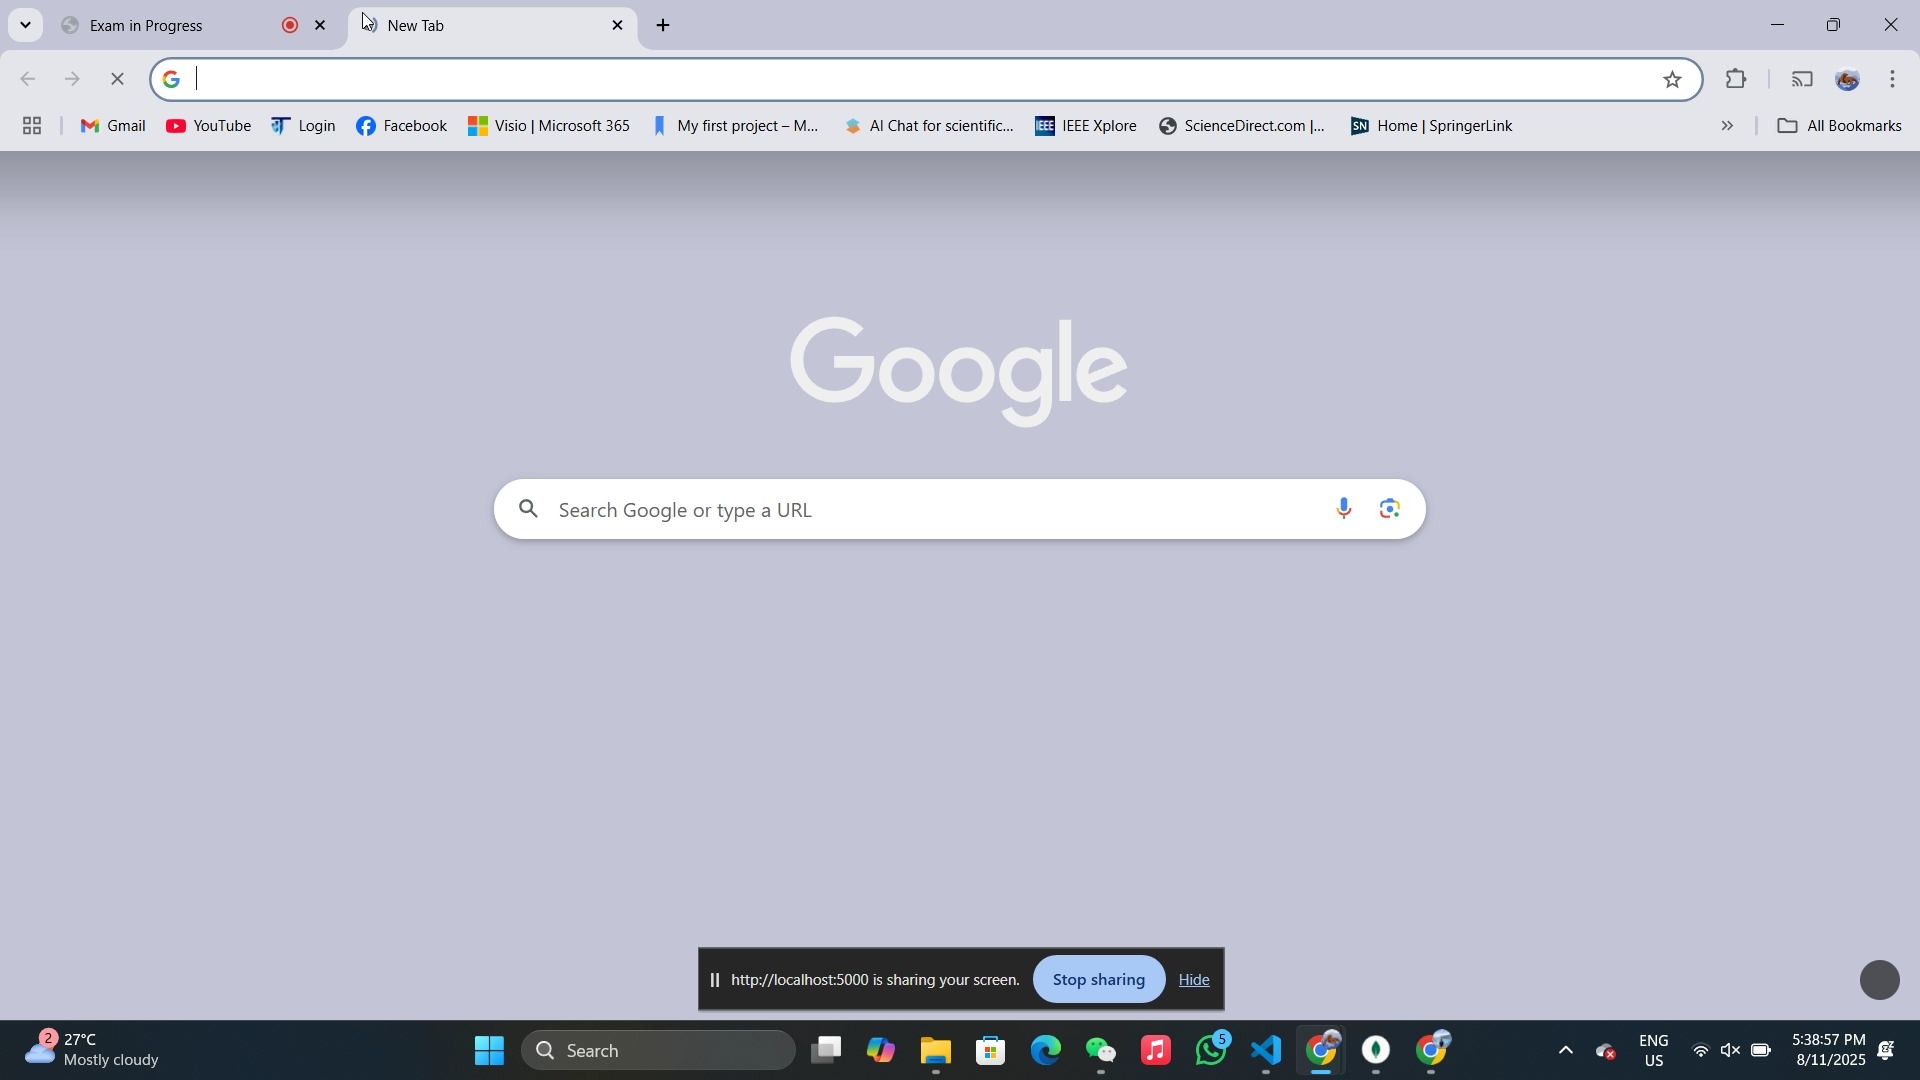 Exam in Progress
New Tab
Gmail
YouTube
Login
Facebook
Visio | Microsoft 365
My first project – M...
AI Chat for scientific...
IEEE Xplore
ScienceDirect.com |...
Home | SpringerLink
All Bookmarks
Google
Search Google or type a URL
http://localhost:5000 is sharing your screen.
Stop sharing
Hide
2
27°C
Mostly cloudy
Search
5
ENG
US
5:38:57 PM
8/11/2025